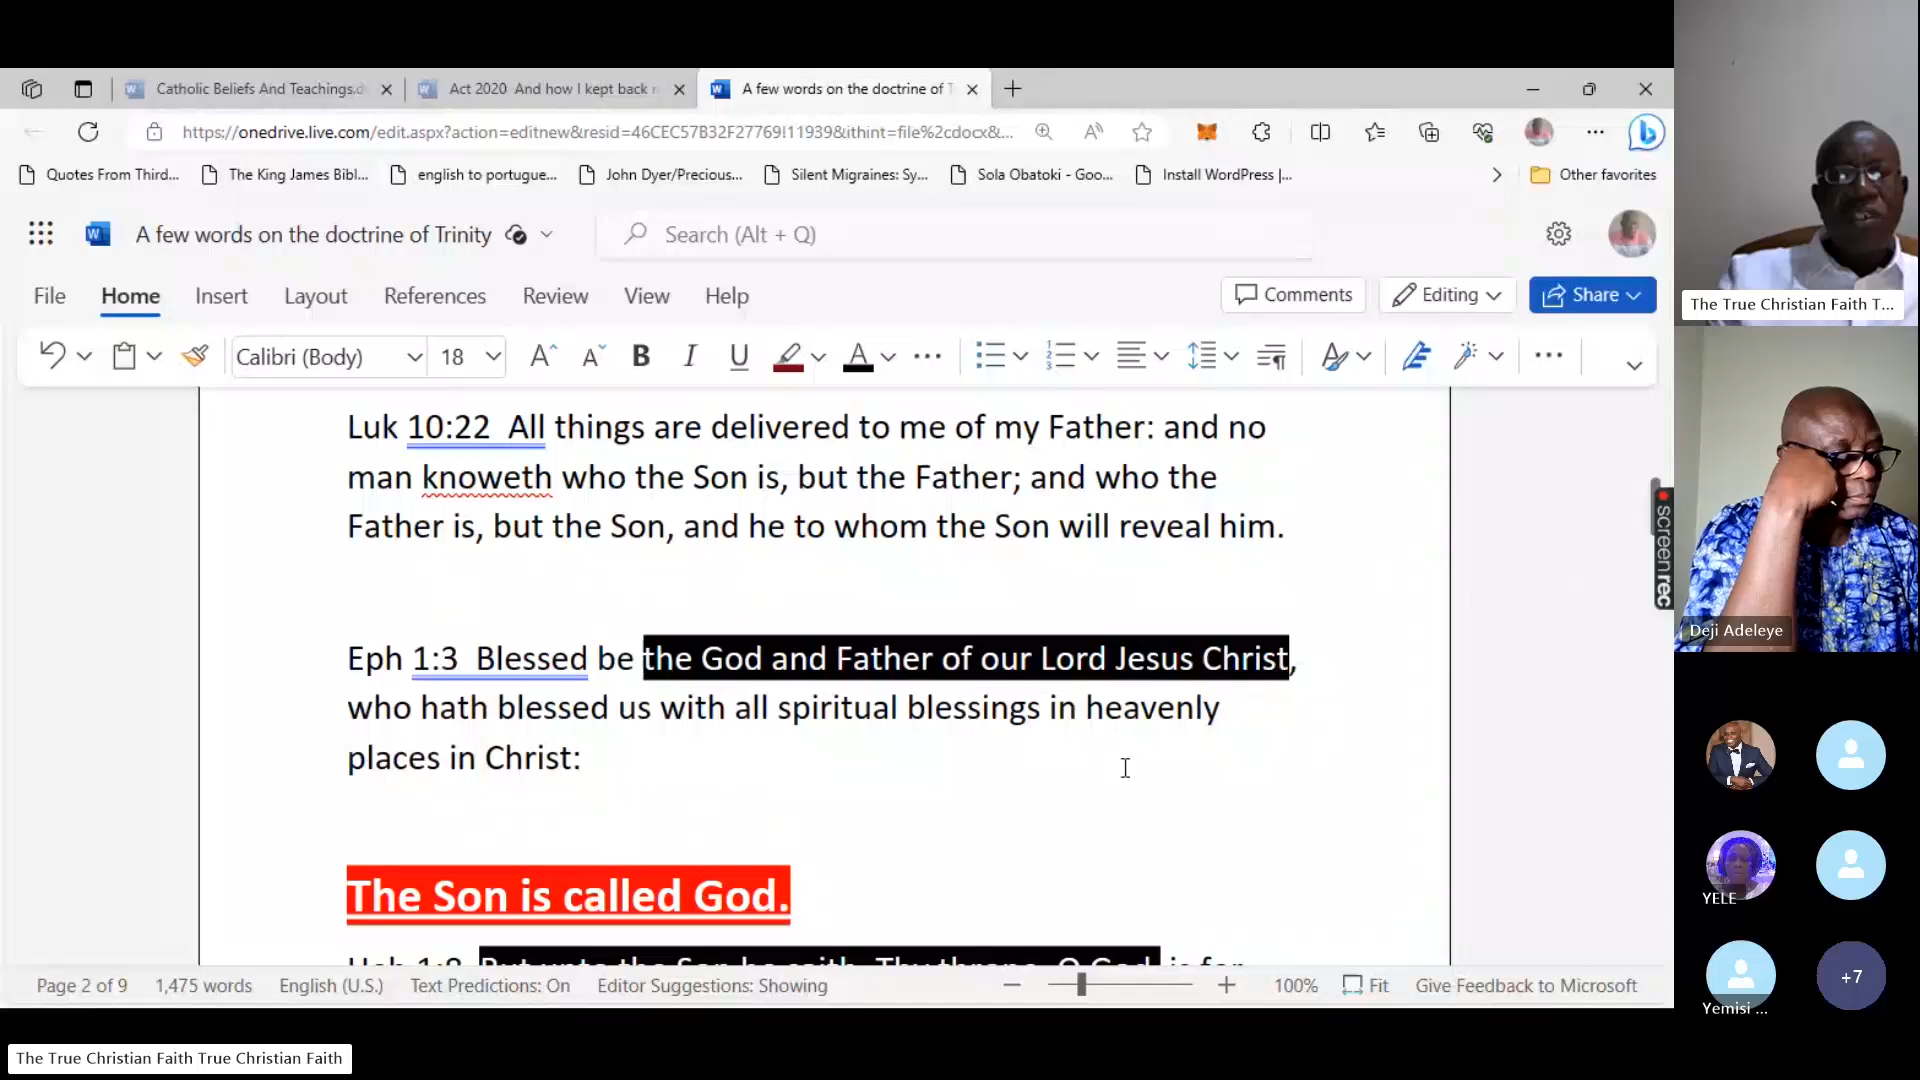 Catholic Beliefs And Teachings.d
Act 2020 And how I kept back
A few words on the doctrine of T
https://onedrive.live.com/edit.aspx?action=editnew&resid=46CEC57B32F27769!11939&ithint=file%2cdocx&...
Quotes From Third...
The King James Bibl...
english to portugue...
John Dyer/Precious...
Silent Migraines: Sy...
Sola Obatoki - Goo...
Install WordPress |...
Other favorites
A few words on the doctrine of Trinity
Search (Alt + Q)
File Home Insert Layout References Review View Help
Comments
Editing
Share
Calibri (Body) 18
Luk 10:22  All things are delivered to me of my Father: and no
man knoweth who the Son is, but the Father; and who the
Father is, but the Son, and he to whom the Son will reveal him.
Eph 1:3  Blessed be the God and Father of our Lord Jesus Christ,
who hath blessed us with all spiritual blessings in heavenly
places in Christ:
The Son is called God.
Page 2 of 9 1,475 words English (U.S.) Text Predictions: On Editor Suggestions: Showing
100% Fit Give Feedback to Microsoft
The True Christian Faith True Christian Faith
screenrec
The True Christian Faith T...
Deji Adeleye
YELE
Yemisi ...
+7